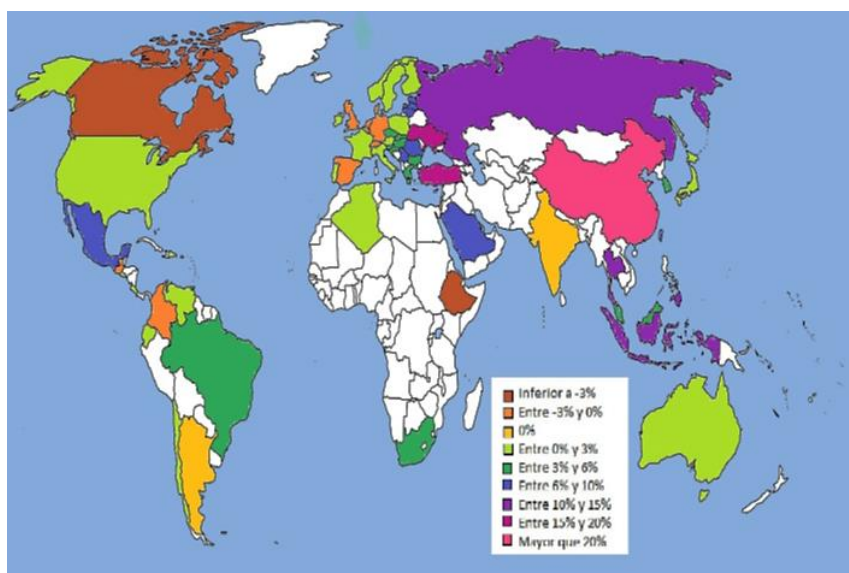 Inferior a -3%
Entre -3% y 0%
0%
Entre 0% y 3%
Entre 3% y 6%
Entre 6% y 10%
Entre 10% y 15%
Entre 15% y 20%
Mayor que 20%